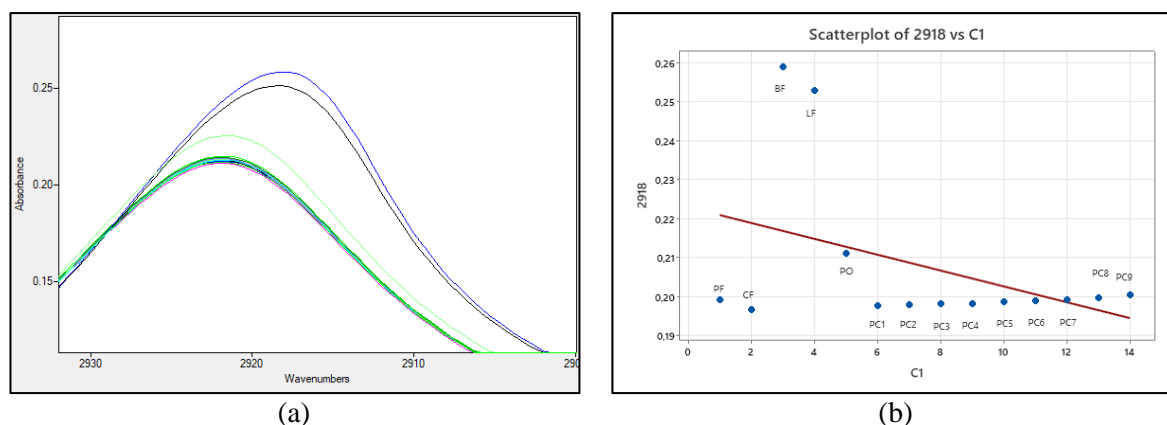 Absorbance
0.25
0.20
0.15
2930
2920
2910
290
Wavenumbers
(a)
Scatterplot of 2918 vs C1
2918
0,26
0,25
0,24
0,23
0,22
0,21
0,20
0,19
BF
LF
PO
PF
CF
PC1
PC2
PC3
PC4
PC5
PC6
PC7
PC8
PC9
0
2
4
6
8
10
12
14
C1
(b)